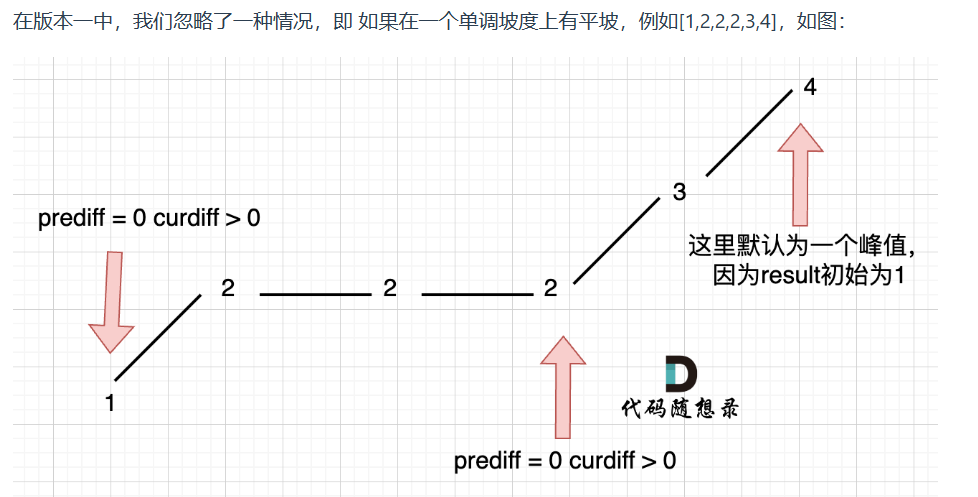 在版本一中，我们忽略了一种情况，即 如果在一个单调坡度上有平坡，例如[1,2,2,2,3,4]，如图：
4
3
prediff = 0 curdiff > 0
这里默认为一个峰值，
因为result初始为1
2
2
2
1
代码随想录
prediff = 0 curdiff > 0